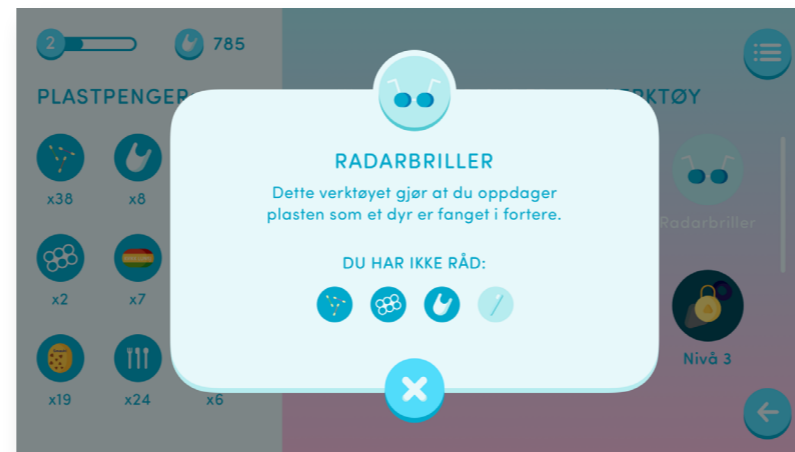 2
785
PLASTPENGER
RKTØY
RADARBRILLER
Dette verktøyet gjør at du oppdager
plasten som et dyr er fanget i fortere.
DU HAR IKKE RÅD:
x38
x8
Radarbriller
x2
x7
Nivå 3
x19
x24
x6